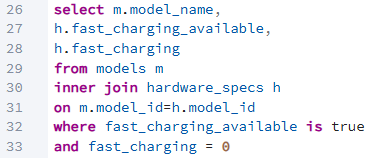 26 select m.model_name,
27 h.fast_charging_available,
28 h.fast_charging
29 from models m
30 inner join hardware_specs h
31 on m.model_id=h.model_id
32 where fast_charging_available is true
33 and fast_charging = 0